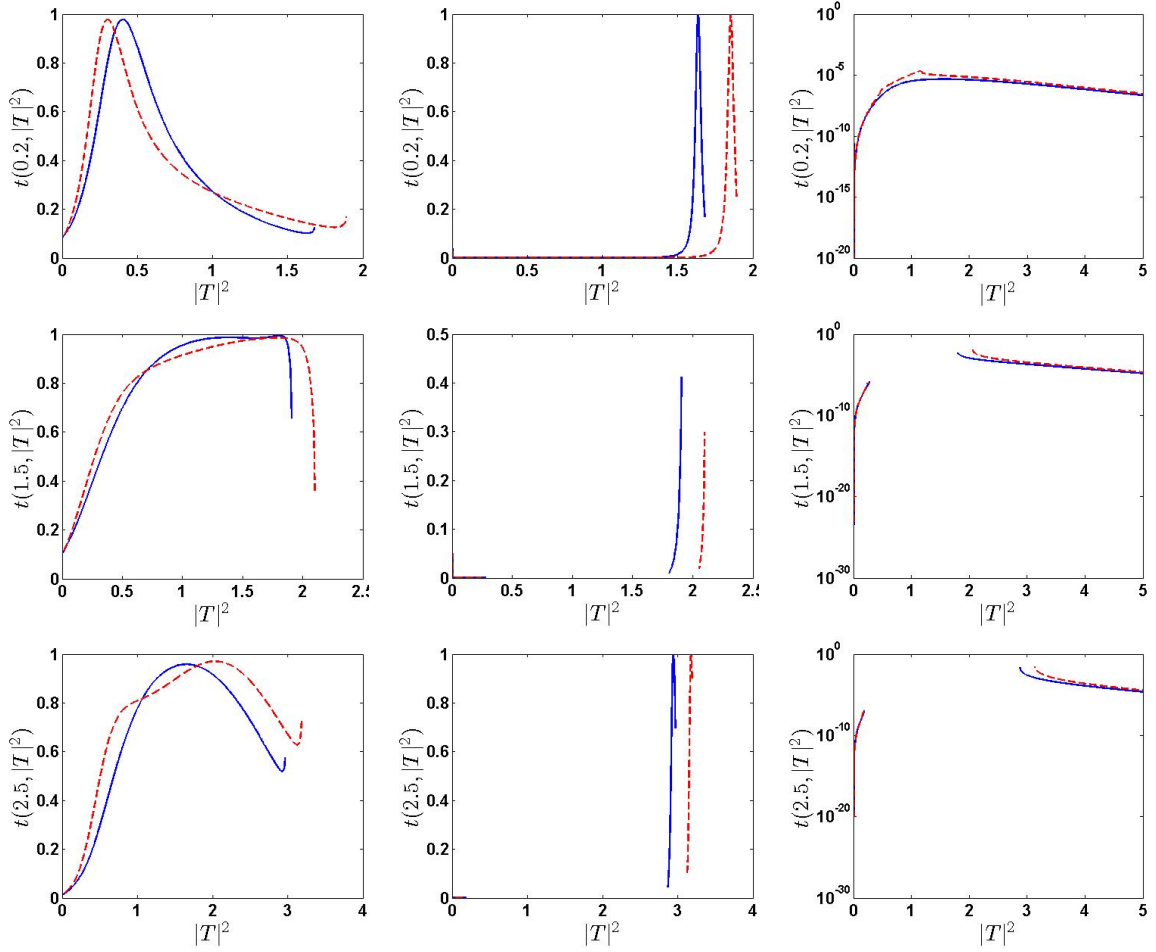 1
0.8
0.6
0.4
0.2
0
t(0.2, |T|²)
0 0.5 1 1.5 2
|T|²
1
0.8
0.6
0.4
0.2
0
t(0.2, |T|²)
0 0.5 1 1.5 2
|T|²
10⁰
10⁻⁵
10⁻¹⁰
10⁻¹⁵
10⁻²⁰
t(0.2, |T|²)
0 1 2 3 4 5
|T|²
1
0.8
0.6
0.4
0.2
0
t(1.5, |T|²)
0 0.5 1 1.5 2 2.5
|T|²
0.5
0.4
0.3
0.2
0.1
0
t(1.5, |T|²)
0 0.5 1 1.5 2 2.5
|T|²
10⁰
10⁻¹⁰
10⁻²⁰
10⁻³⁰
t(1.5, |T|²)
0 1 2 3 4 5
|T|²
1
0.8
0.6
0.4
0.2
0
t(2.5, |T|²)
0 1 2 3 4
|T|²
1
0.8
0.6
0.4
0.2
0
t(2.5, |T|²)
0 1 2 3 4
|T|²
10⁰
10⁻¹⁰
10⁻²⁰
10⁻³⁰
t(2.5, |T|²)
0 1 2 3 4 5
|T|²